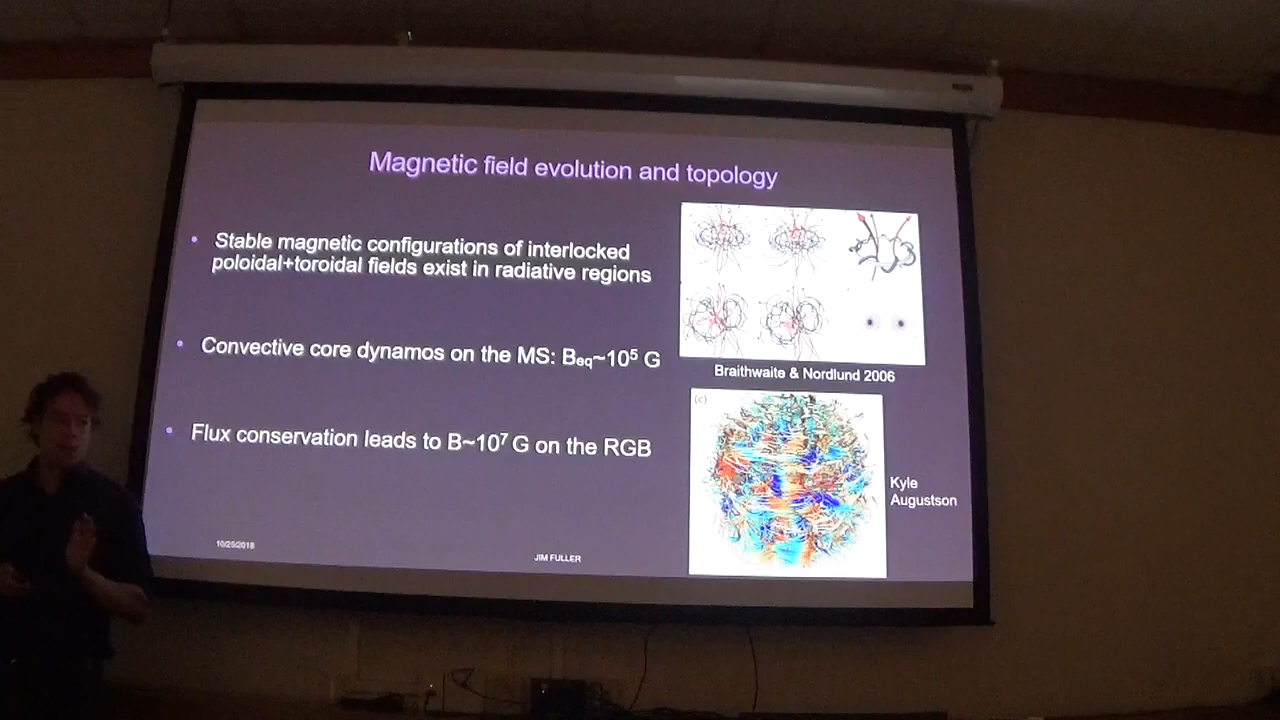 Magnetic field evolution and topology
• Stable magnetic configurations of interlocked
poloidal+toroidal fields exist in radiative regions
• Convective core dynamos on the MS: Beq~10⁵ G
• Flux conservation leads to B~10⁷ G on the RGB
Braithwaite & Nordlund 2006
(c)
Kyle
Augustson
10/25/2018
JIM FULLER